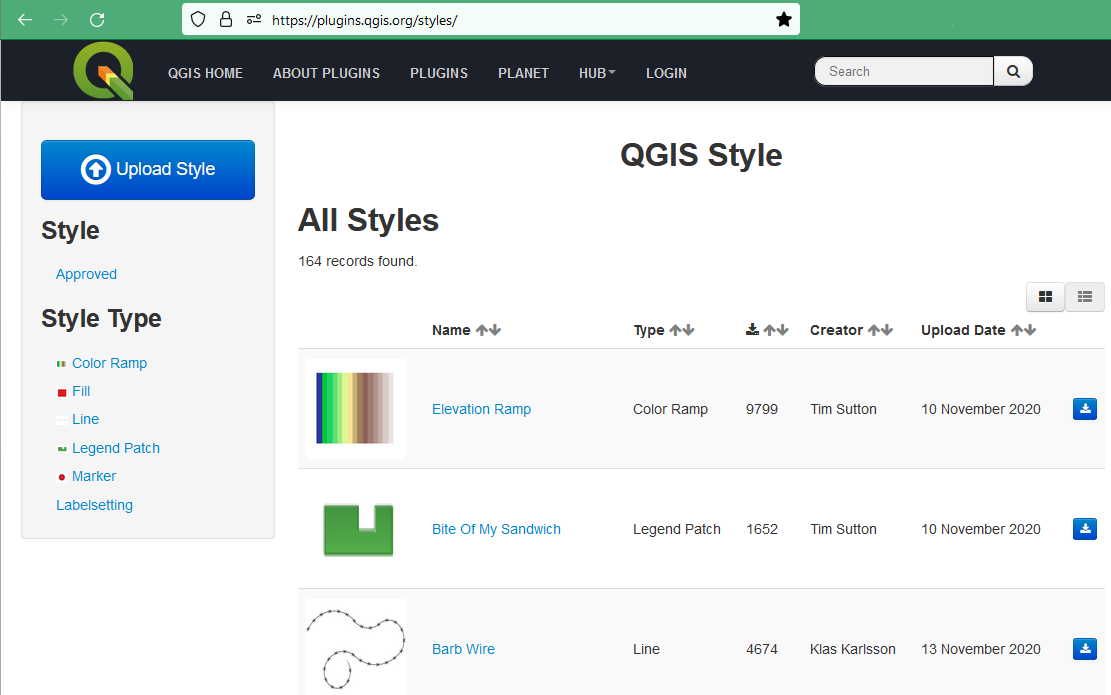 https://plugins.qgis.org/styles/
QGIS HOME ABOUT PLUGINS PLUGINS PLANET HUB LOGIN Search
Upload Style
Style
Approved
Style Type
Color Ramp
Fill
Line
Legend Patch
Marker
Labelsetting
QGIS Style
All Styles
164 records found.
Name Type Creator Upload Date
Elevation Ramp Color Ramp 9799 Tim Sutton 10 November 2020
Bite Of My Sandwich Legend Patch 1652 Tim Sutton 10 November 2020
Barb Wire Line 4674 Klas Karlsson 13 November 2020